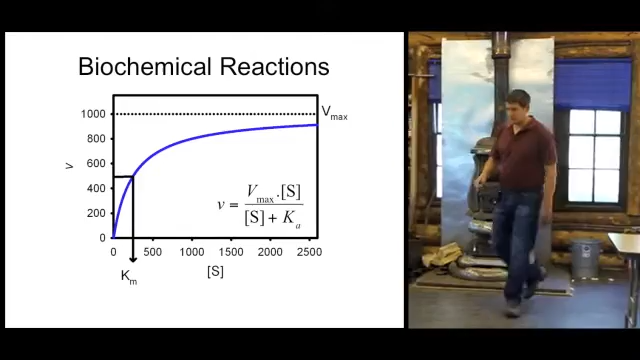 Biochemical Reactions
1000
800
600
400
200
0
v
Vmax
v = Vmax.[S] / [S] + Ka
0 500 1000 1500 2000 2500
Km
[S]